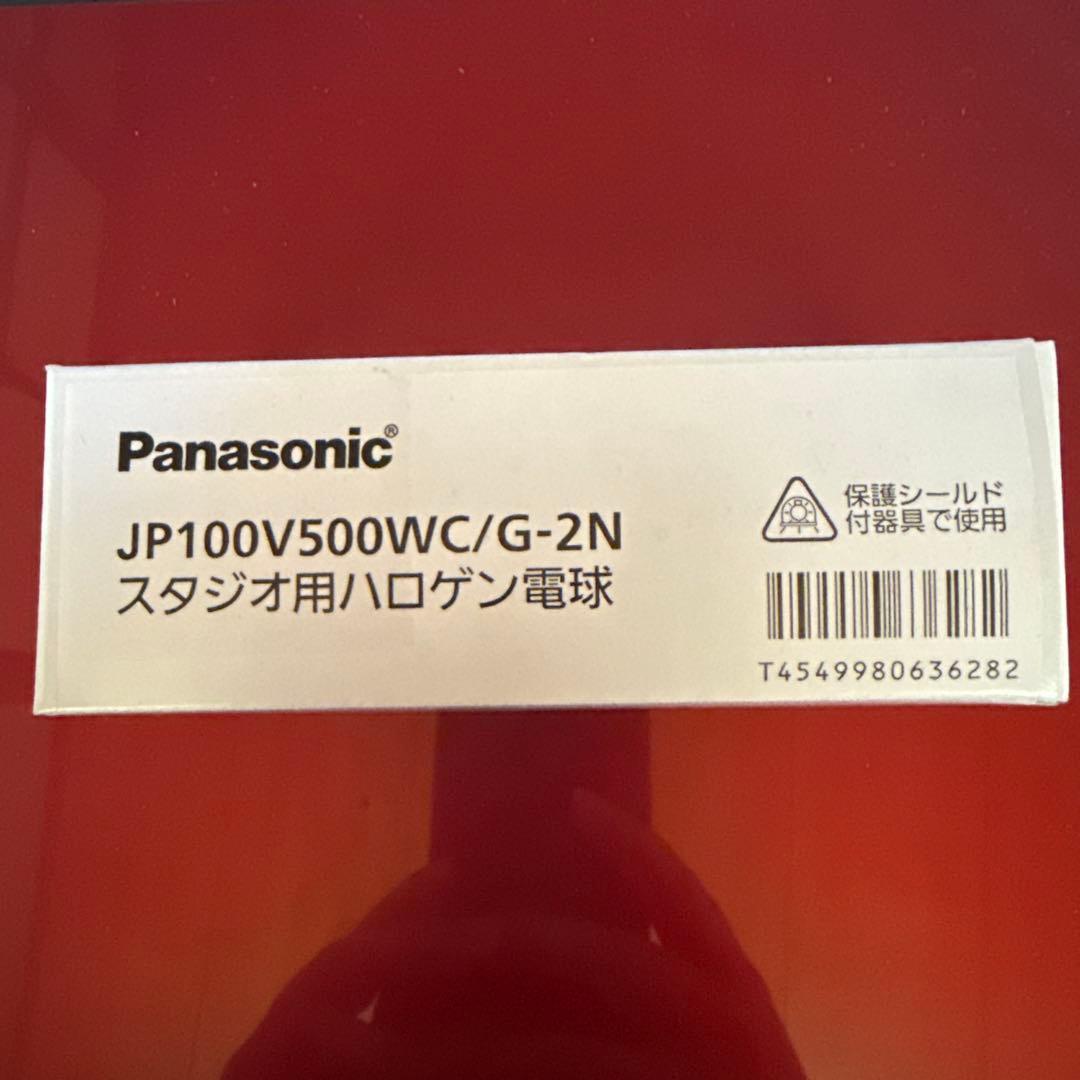 Panasonic®
JP100V500WC/G-2N
スタジオ用ハロゲン電球
保護シールド
付器具で使用
T4549980636282